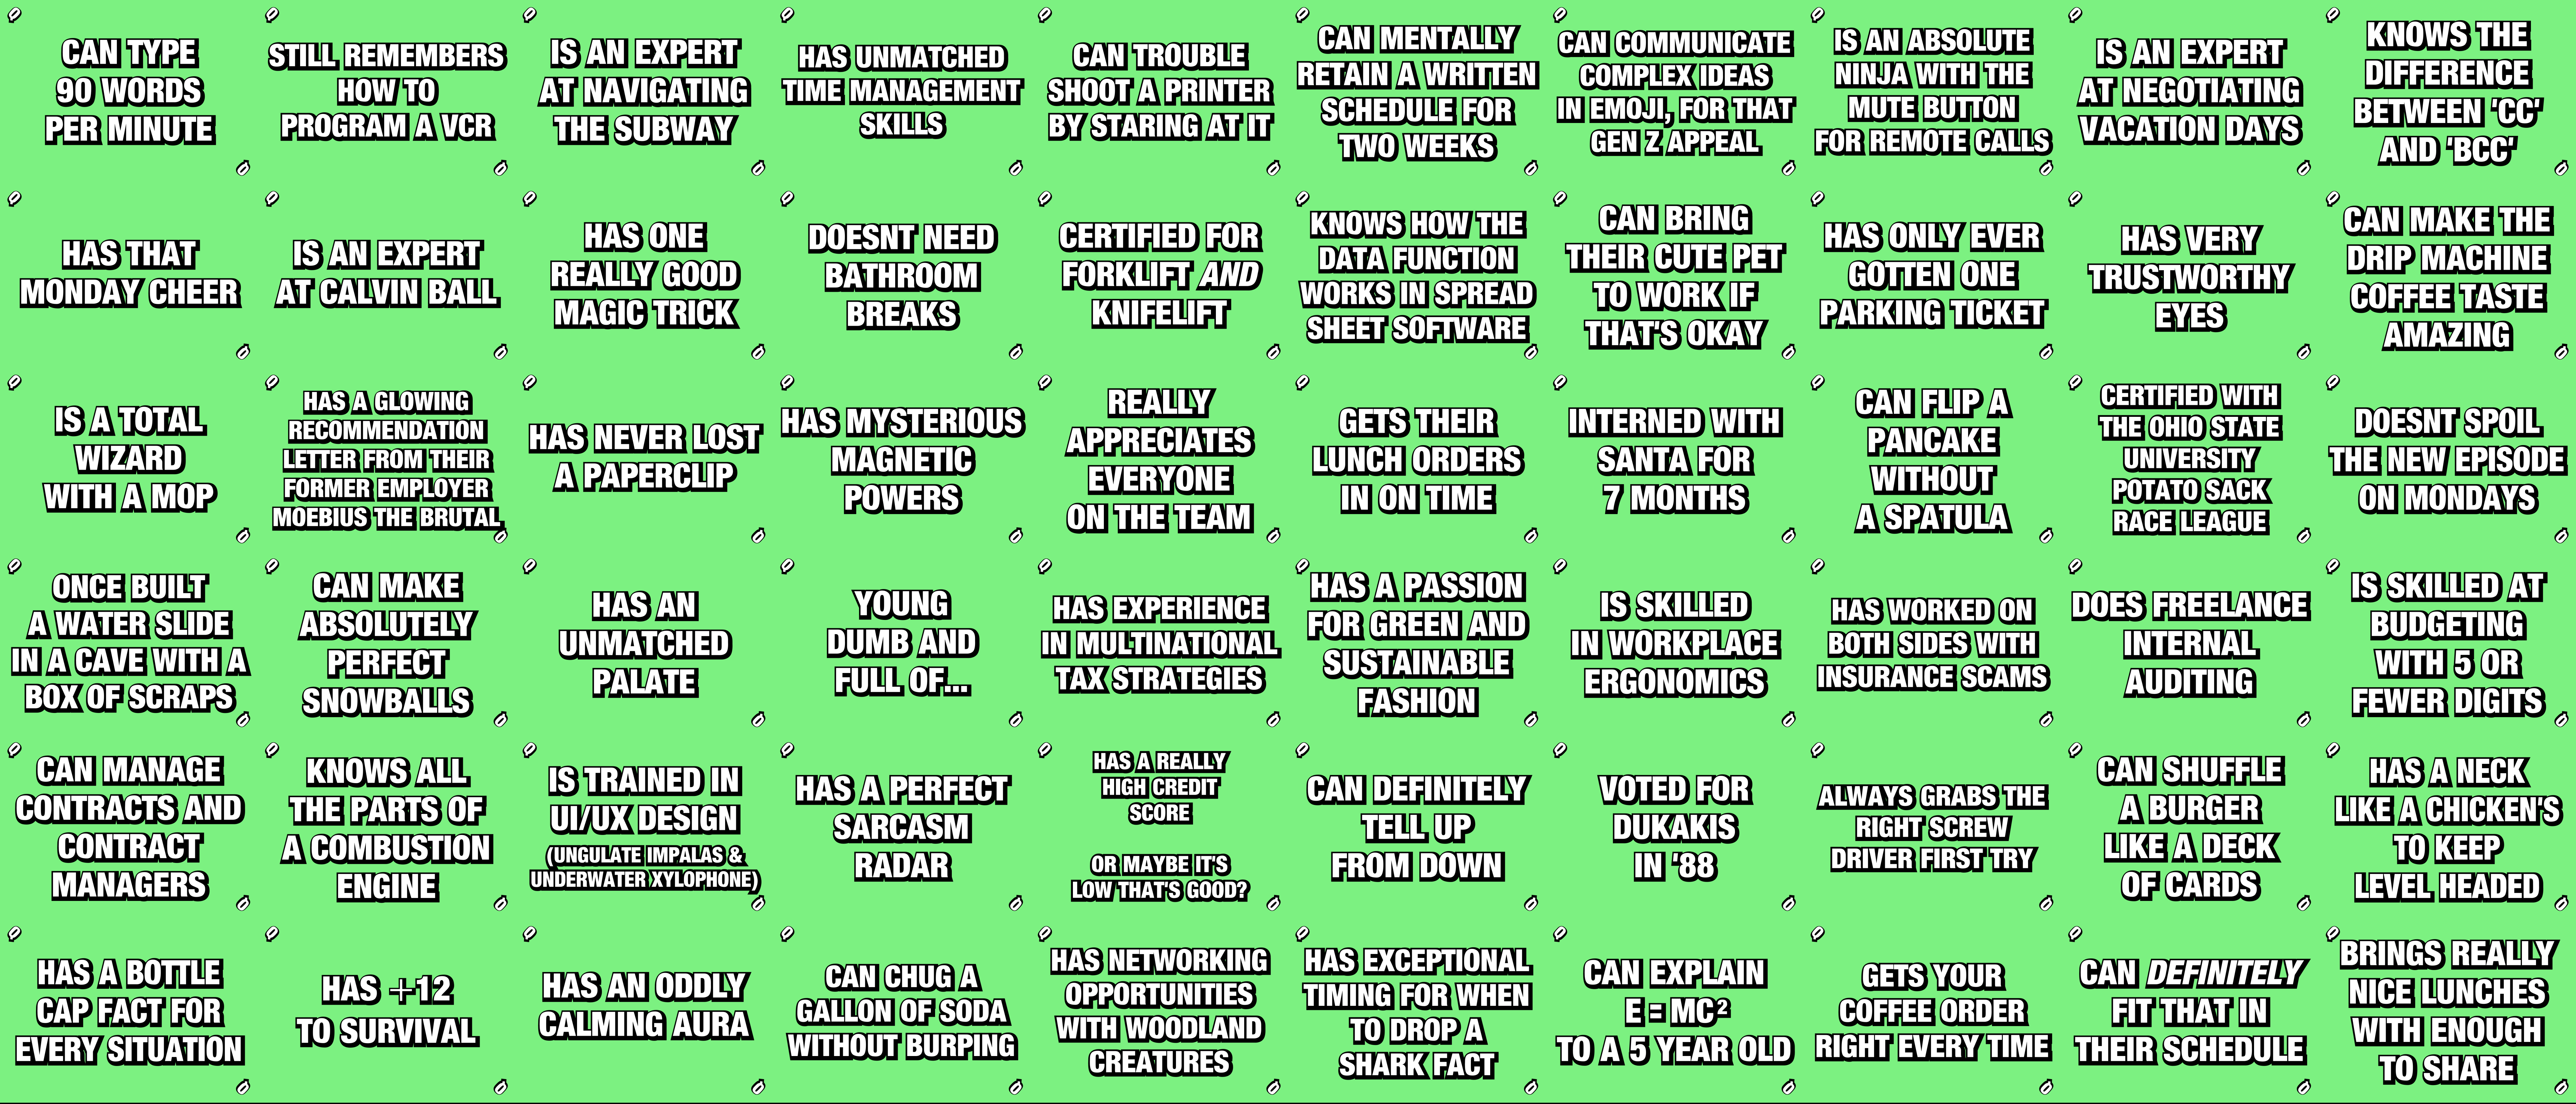 CAN TYPE
90 WORDS
PER MINUTE
STILL REMEMBERS
HOW TO
PROGRAM A VCR
IS AN EXPERT
AT NAVIGATING
THE SUBWAY
HAS UNMATCHED
TIME MANAGEMENT
SKILLS
CAN TROUBLE
SHOOT A PRINTER
BY STARING AT IT
CAN MENTALLY
RETAIN A WRITTEN
SCHEDULE FOR
TWO WEEKS
CAN COMMUNICATE
COMPLEX IDEAS
IN EMOJI, FOR THAT
GEN Z APPEAL
IS AN ABSOLUTE
NINJA WITH THE
MUTE BUTTON
FOR REMOTE CALLS
IS AN EXPERT
AT NEGOTIATING
VACATION DAYS
KNOWS THE
DIFFERENCE
BETWEEN 'CC'
AND 'BCC'
HAS THAT
MONDAY CHEER
IS AN EXPERT
AT CALVIN BALL
HAS ONE
REALLY GOOD
MAGIC TRICK
DOESNT NEED
BATHROOM
BREAKS
CERTIFIED FOR
FORKLIFT AND
KNIFELIFT
KNOWS HOW THE
DATA FUNCTION
WORKS IN SPREAD
SHEET SOFTWARE
CAN BRING
THEIR CUTE PET
TO WORK IF
THAT'S OKAY
HAS ONLY EVER
GOTTEN ONE
PARKING TICKET
HAS VERY
TRUSTWORTHY
EYES
CAN MAKE THE
DRIP MACHINE
COFFEE TASTE
AMAZING
IS A TOTAL
WIZARD
WITH A MOP
HAS A GLOWING
RECOMMENDATION
LETTER FROM THEIR
FORMER EMPLOYER
MOEBIUS THE BRUTAL
HAS NEVER LOST
A PAPERCLIP
HAS MYSTERIOUS
MAGNETIC
POWERS
REALLY
APPRECIATES
EVERYONE
ON THE TEAM
GETS THEIR
LUNCH ORDERS
IN ON TIME
INTERNED WITH
SANTA FOR
7 MONTHS
CAN FLIP A
PANCAKE
WITHOUT
A SPATULA
CERTIFIED WITH
THE OHIO STATE
UNIVERSITY
POTATO SACK
RACE LEAGUE
DOESNT SPOIL
THE NEW EPISODE
ON MONDAYS
ONCE BUILT
A WATER SLIDE
IN A CAVE WITH A
BOX OF SCRAPS
CAN MAKE
ABSOLUTELY
PERFECT
SNOWBALLS
HAS AN
UNMATCHED
PALATE
YOUNG
DUMB AND
FULL OF...
HAS EXPERIENCE
IN MULTINATIONAL
TAX STRATEGIES
HAS A PASSION
FOR GREEN AND
SUSTAINABLE
FASHION
IS SKILLED
IN WORKPLACE
ERGONOMICS
HAS WORKED ON
BOTH SIDES WITH
INSURANCE SCAMS
DOES FREELANCE
INTERNAL
AUDITING
IS SKILLED AT
BUDGETING
WITH 5 OR
FEWER DIGITS
CAN MANAGE
CONTRACTS AND
CONTRACT
MANAGERS
KNOWS ALL
THE PARTS OF
A COMBUSTION
ENGINE
IS TRAINED IN
UI/UX DESIGN
(UNGULATE IMPALAS &
UNDERWATER XYLOPHONE)
HAS A PERFECT
SARCASM
RADAR
HAS A REALLY
HIGH CREDIT
SCORE
OR MAYBE IT'S
LOW THAT'S GOOD?
CAN DEFINITELY
TELL UP
FROM DOWN
VOTED FOR
DUKAKIS
IN '88
ALWAYS GRABS THE
RIGHT SCREW
DRIVER FIRST TRY
CAN SHUFFLE
A BURGER
LIKE A DECK
OF CARDS
HAS A NECK
LIKE A CHICKEN'S
TO KEEP
LEVEL HEADED
HAS A BOTTLE
CAP FACT FOR
EVERY SITUATION
HAS +12
TO SURVIVAL
HAS AN ODDLY
CALMING AURA
CAN CHUG A
GALLON OF SODA
WITHOUT BURPING
HAS NETWORKING
OPPORTUNITIES
WITH WOODLAND
CREATURES
HAS EXCEPTIONAL
TIMING FOR WHEN
TO DROP A
SHARK FACT
CAN EXPLAIN
E = MC²
TO A 5 YEAR OLD
GETS YOUR
COFFEE ORDER
RIGHT EVERY TIME
CAN DEFINITELY
FIT THAT IN
THEIR SCHEDULE
BRINGS REALLY
NICE LUNCHES
WITH ENOUGH
TO SHARE